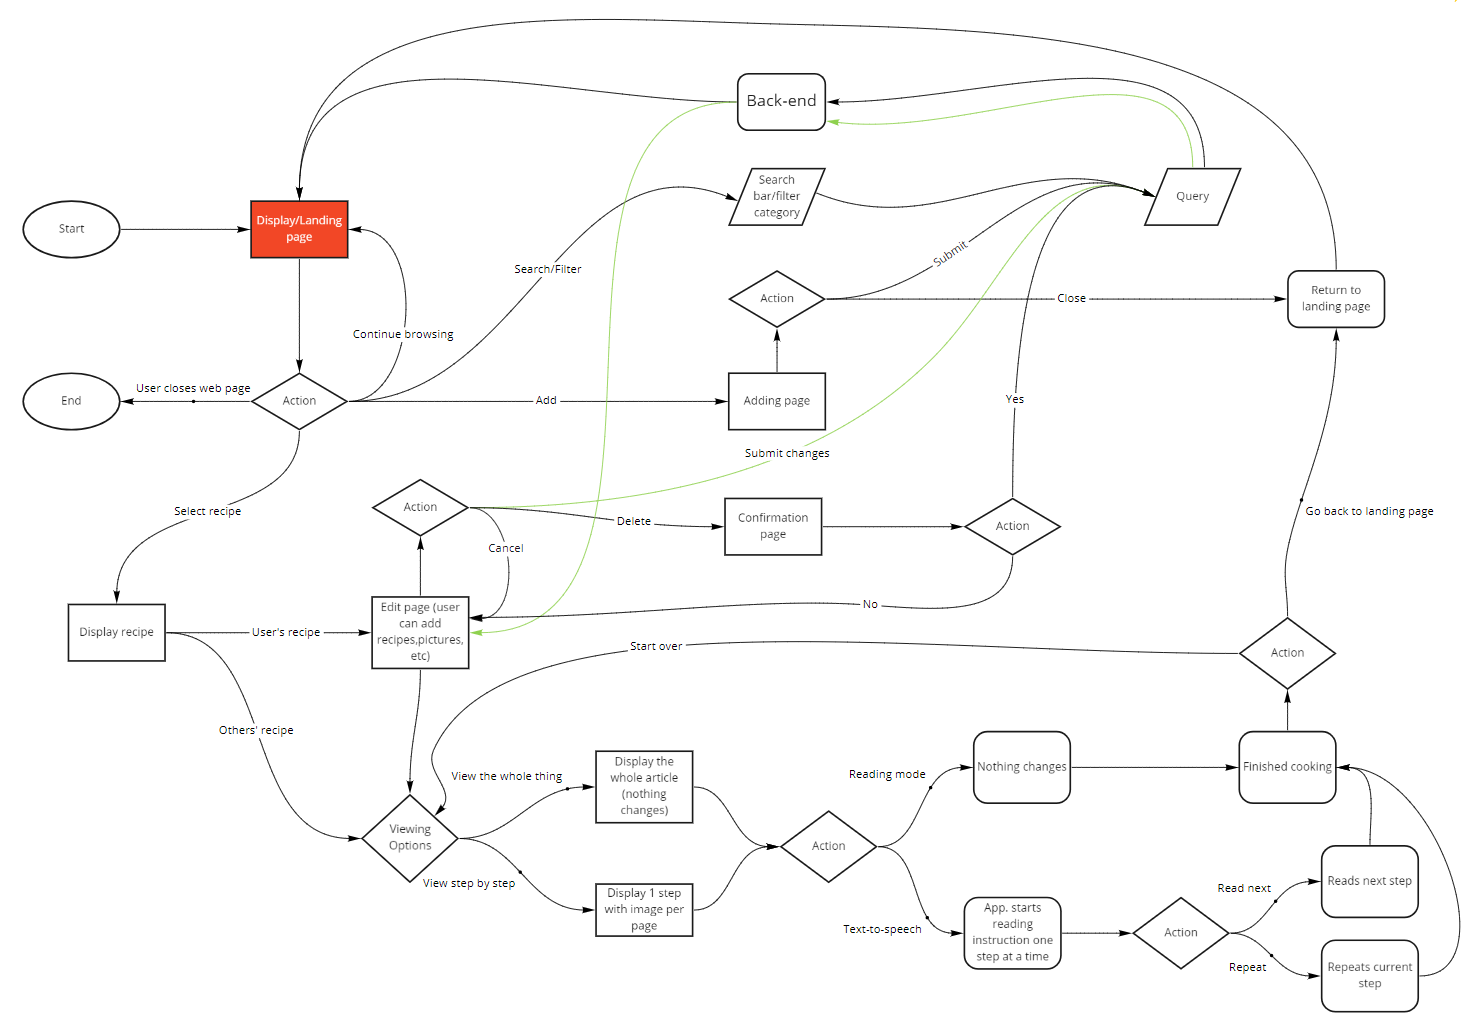 Back-end
Search
bar/filter
category
Query
Start
Display/Landing
page
Submit
Search/Filter
Action
Close
Return to
landing page
Continue browsing
User closes web page
End
Action
Add
Adding page
Yes
Submit changes
Select recipe
Action
Delete
Confirmation
page
Action
Go back to landing page
Cancel
Edit page (user
can add
recipes,pictures,
etc)
No
Display recipe
User's recipe
Start over
Action
Others' recipe
View the whole thing
Display the
whole article
(nothing
changes)
Reading mode
Nothing changes
Finished cooking
Viewing
Options
Action
View step by step
Display 1 step
with image per
page
Text-to-speech
App. starts
reading
instruction one
step at a time
Action
Read next
Reads next step
Repeat
Repeats current
step